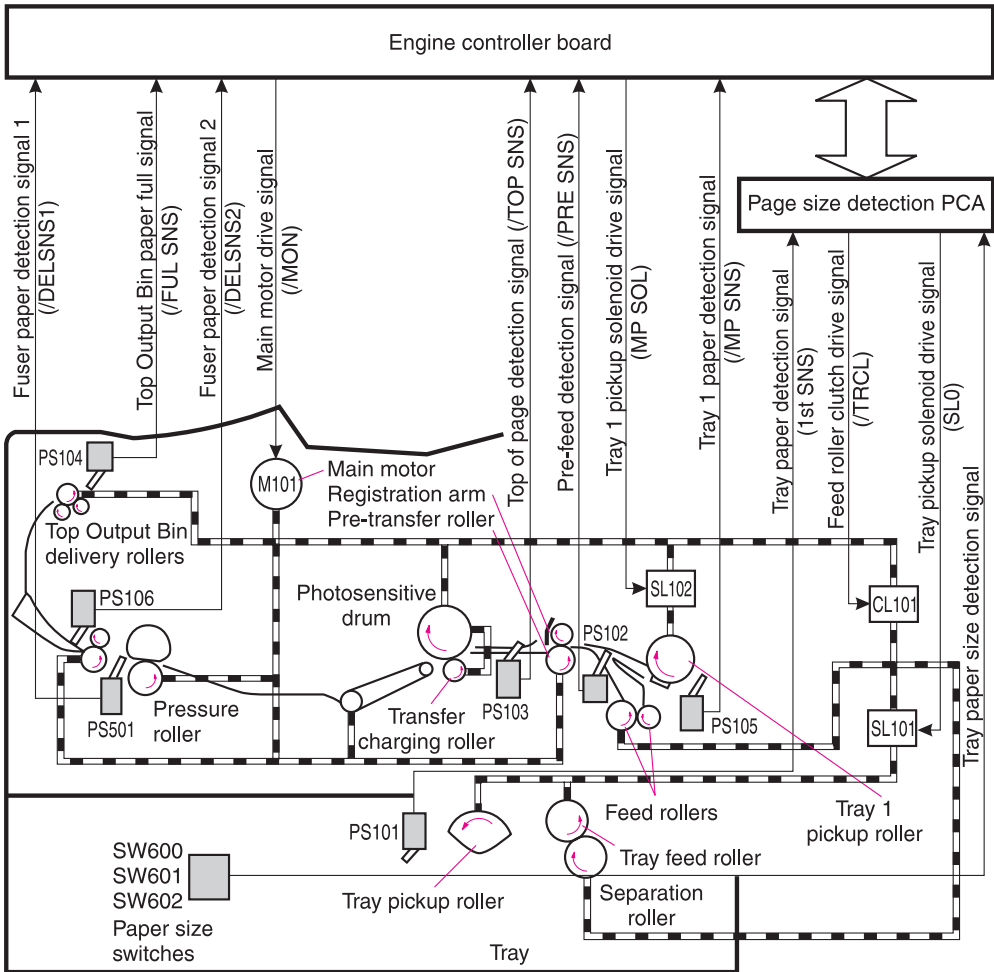 Engine controller board
Page size detection PCA
Fuser paper detection signal 1
(/DELSNS1)
Top Output Bin paper full signal
(/FUL SNS)
Fuser paper detection signal 2
(/DELSNS2)
Main motor drive signal
(/MON)
Top of page detection signal (/TOP SNS)
Pre-feed detection signal (/PRE SNS)
Tray 1 pickup solenoid drive signal
(MP SOL)
Tray 1 paper detection signal
(/MP SNS)
Tray paper detection signal
(1st SNS)
Feed roller clutch drive signal
(/TRCL)
Tray pickup solenoid drive signal
(SL0)
Tray paper size detection signal
PS104
M101
Main motor
Registration arm
Pre-transfer roller
Top Output Bin
delivery rollers
PS106
Photosensitive
drum
SL102
CL101
PS102
PS501
Pressure
roller
Transfer
charging roller
PS103
PS105
SL101
Feed rollers
Tray 1
pickup roller
PS101
Tray feed roller
SW600
SW601
SW602
Tray pickup roller
Separation
roller
Paper size
switches
Tray